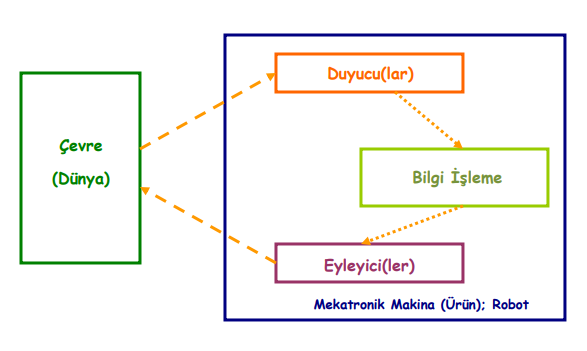 Duyucu(lar)
Çevre
(Dünya)
Bilgi İşleme
Eyleyici(ler)
Mekatronik Makina (Ürün); Robot